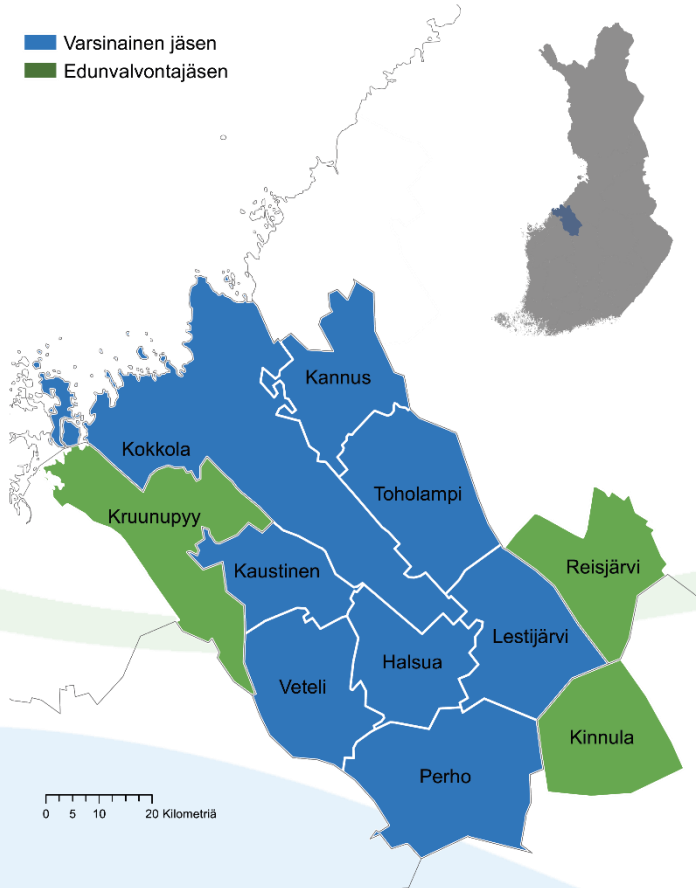 Varsinainen jäsen
Edunvalvontajäsen
Kannus
Kokkola
Toholampi
Kruunupyy
Kaustinen
Reisjärvi
Lestijärvi
Halsua
Veteli
Kinnula
Perho
0 5 10 20 Kilometriä